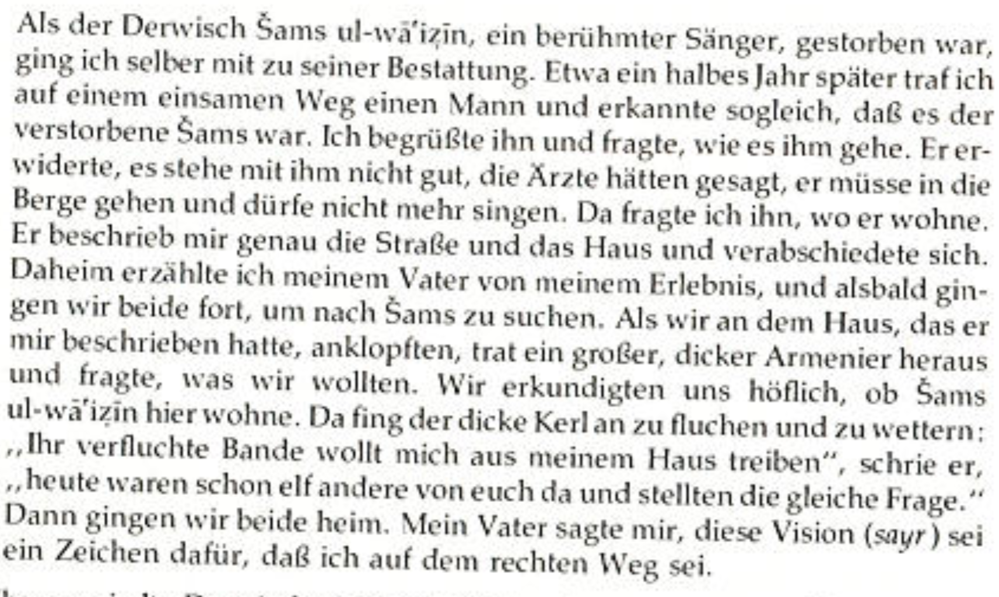 Als der Derwisch Šams ul-wāʿiẓīn, ein berühmter Sänger, gestorben war,
ging ich selber mit zu seiner Bestattung. Etwa ein halbes Jahr später traf ich
auf einem einsamen Weg einen Mann und erkannte sogleich, daß es der
verstorbene Šams war. Ich begrüßte ihn und fragte, wie es ihm gehe. Er er-
widerte, es stehe mit ihm nicht gut, die Ärzte hätten gesagt, er müsse in die
Berge gehen und dürfe nicht mehr singen. Da fragte ich ihn, wo er wohne.
Er beschrieb mir genau die Straße und das Haus und verabschiedete sich.
Daheim erzählte ich meinem Vater von meinem Erlebnis, und alsbald gin-
gen wir beide fort, um nach Šams zu suchen. Als wir an dem Haus, das er
mir beschrieben hatte, anklopften, trat ein großer, dicker Armenier heraus
und fragte, was wir wollten. Wir erkundigten uns höflich, ob Šams
ul-wāʿiẓīn hier wohne. Da fing der dicke Kerl an zu fluchen und zu wettern:
„Ihr verfluchte Bande wollt mich aus meinem Haus treiben“, schrie er,
„heute waren schon elf andere von euch da und stellten die gleiche Frage.“
Dann gingen wir beide heim. Mein Vater sagte mir, diese Vision (sayr) sei
ein Zeichen dafür, daß ich auf dem rechten Weg sei.